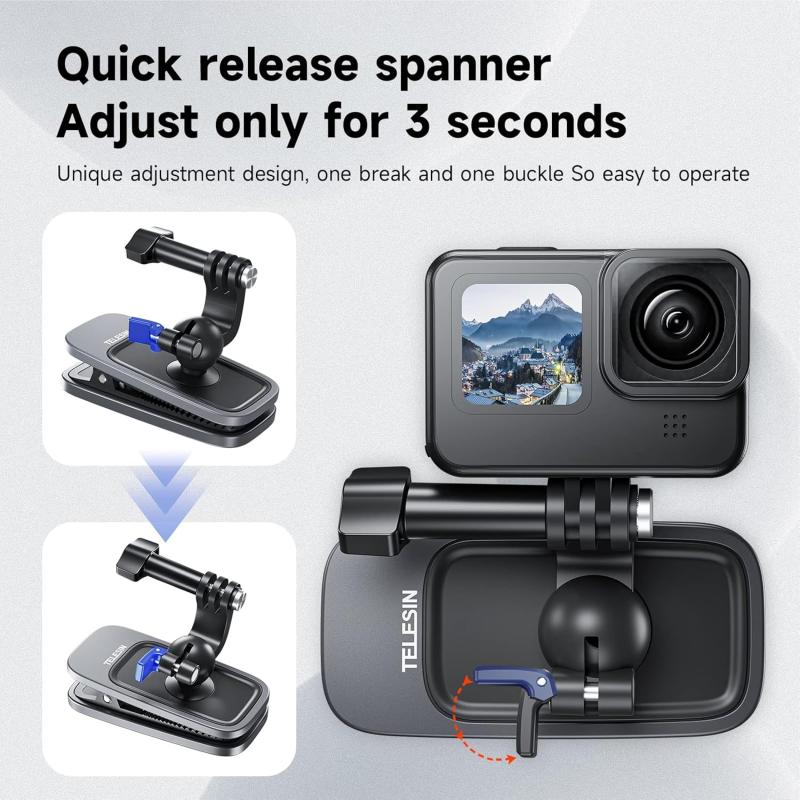 Quick release spanner
Adjust only for 3 seconds
Unique adjustment design, one break and one buckle So easy to operate
TELESIN
TELESIN
TELESIN